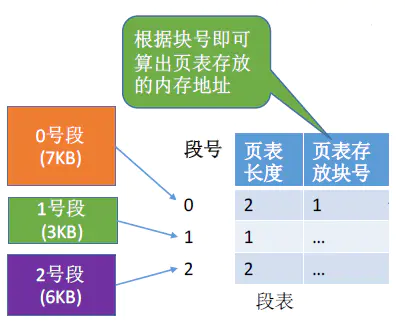 根据块号即可
算出页表存放
的内存地址
0号段
(7KB)
1号段
(3KB)
2号段
(6KB)
段号
页表
长度
页表存
放块号
0
2
1
1
1
...
2
2
...
段表